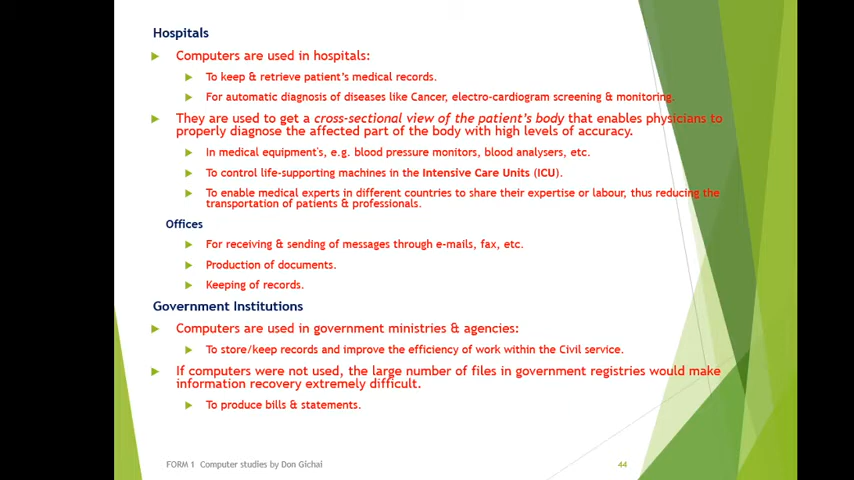 Hospitals
Computers are used in hospitals:
To keep & retrieve patient's medical records.
For automatic diagnosis of diseases like Cancer, electro-cardiogram screening & monitoring.
They are used to get a cross-sectional view of the patient's body that enables physicians to
properly diagnose the affected part of the body with high levels of accuracy.
In medical equipment's, e.g. blood pressure monitors, blood analysers, etc.
To control life-supporting machines in the Intensive Care Units (ICU).
To enable medical experts in different countries to share their expertise or labour, thus reducing the
transportation of patients & professionals.
Offices
For receiving & sending of messages through e-mails, fax, etc.
Production of documents.
Keeping of records.
Government Institutions
Computers are used in government ministries & agencies:
To store/keep records and improve the efficiency of work within the Civil service.
If computers were not used, the large number of files in government registries would make
information recovery extremely difficult.
To produce bills & statements.
FORM 1 Computer studies by Don Gichai
44